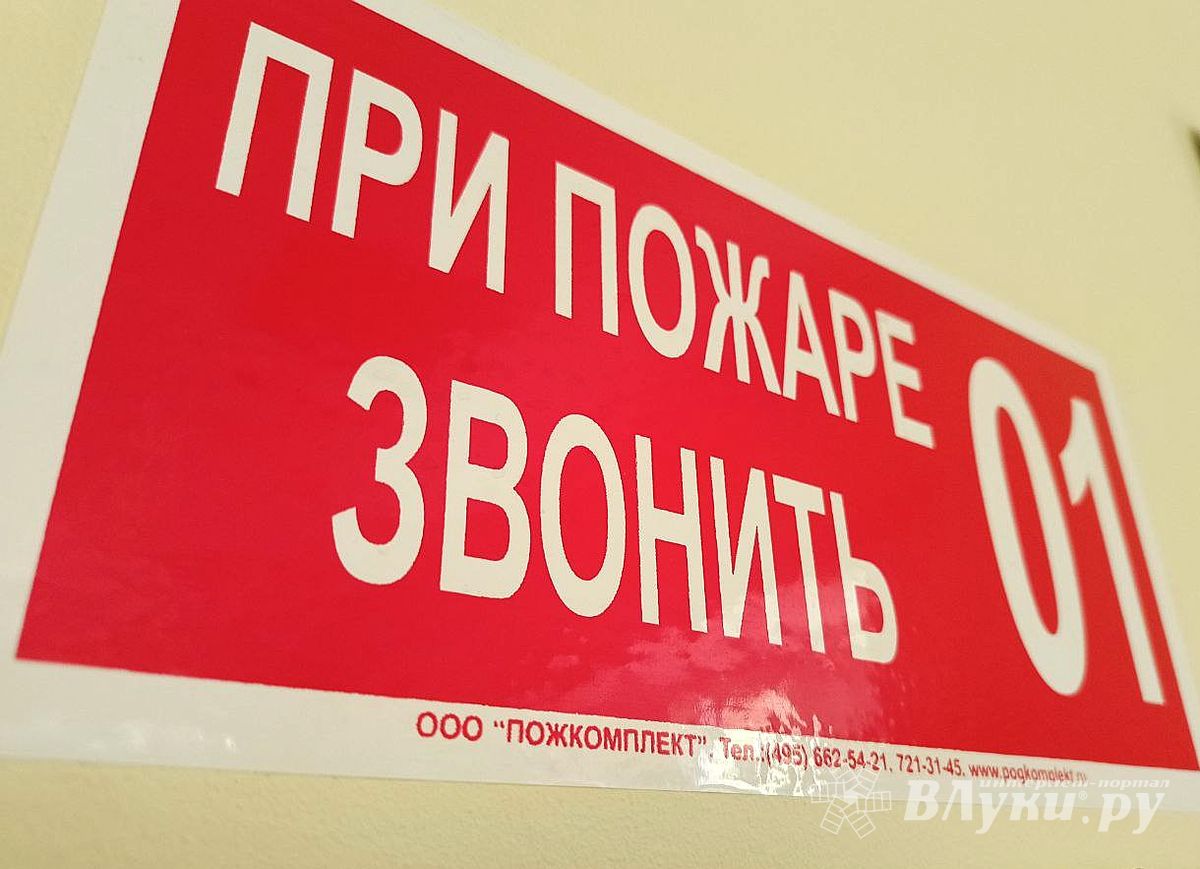 ПРИ ПОЖАРЕ
ЗВОНИТЬ
01
ООО "ПОЖКОМПЛЕКТ". Тел.:(495) 662-54-21, 721-31-45. www.pogkomplekt.ru
интернет-портал
ВЛуки®.ру